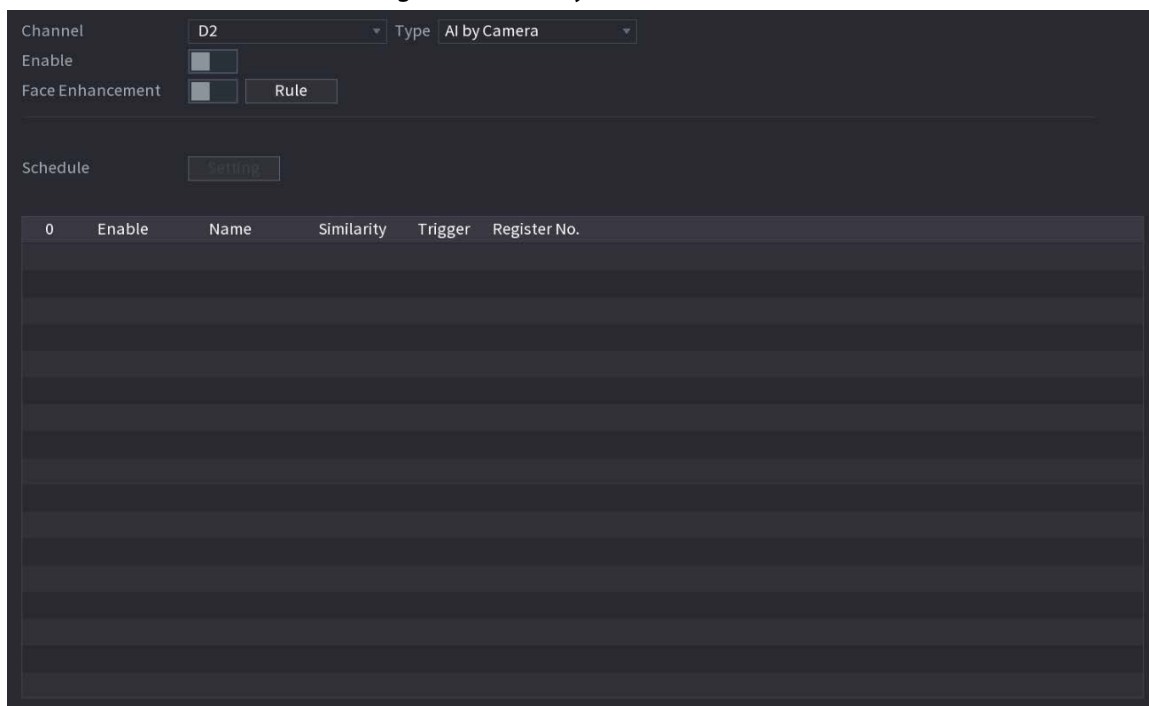 Channel D2 Type AI by Camera
Enable
Face Enhancement Rule
Schedule Setting
0 Enable Name Similarity Trigger Register No.